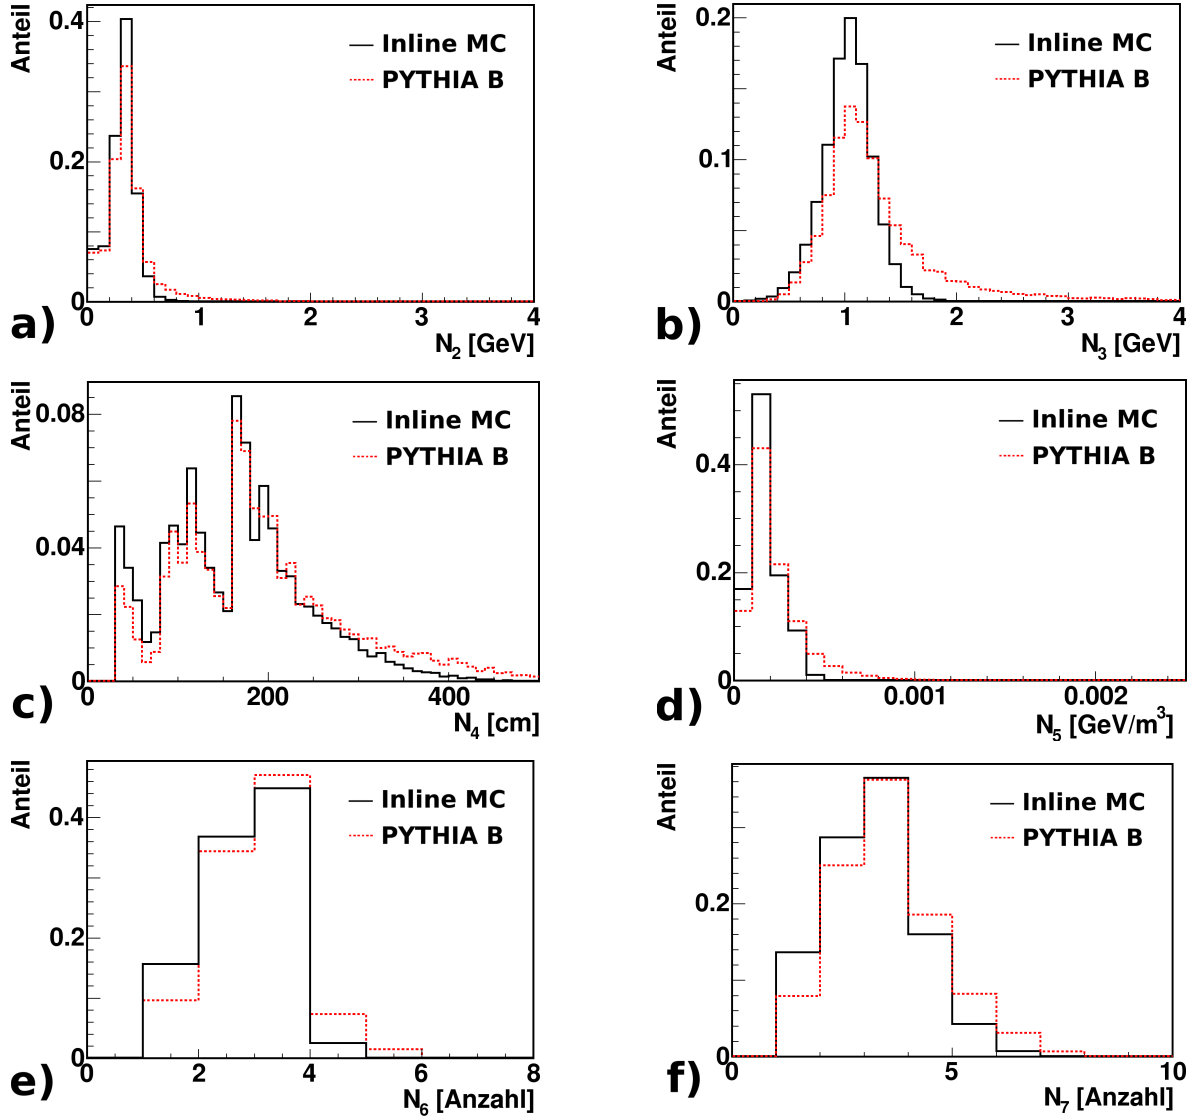 Anteil
0.4
0.2
0
Inline MC
PYTHIA B
0 1 2 3 4
a)
N2 [GeV]
Anteil
0.2
0.1
0
Inline MC
PYTHIA B
0 1 2 3 4
b)
N3 [GeV]
Anteil
0.08
0.04
0
Inline MC
PYTHIA B
0 200 400
c)
N4 [cm]
Anteil
0.4
0.2
0
Inline MC
PYTHIA B
0 0.001 0.002
d)
N5 [GeV/m³]
Anteil
0.4
0.2
0
Inline MC
PYTHIA B
0 2 4 6 8
e)
N6 [Anzahl]
Anteil
0.2
0
Inline MC
PYTHIA B
0 5 10
f)
N7 [Anzahl]